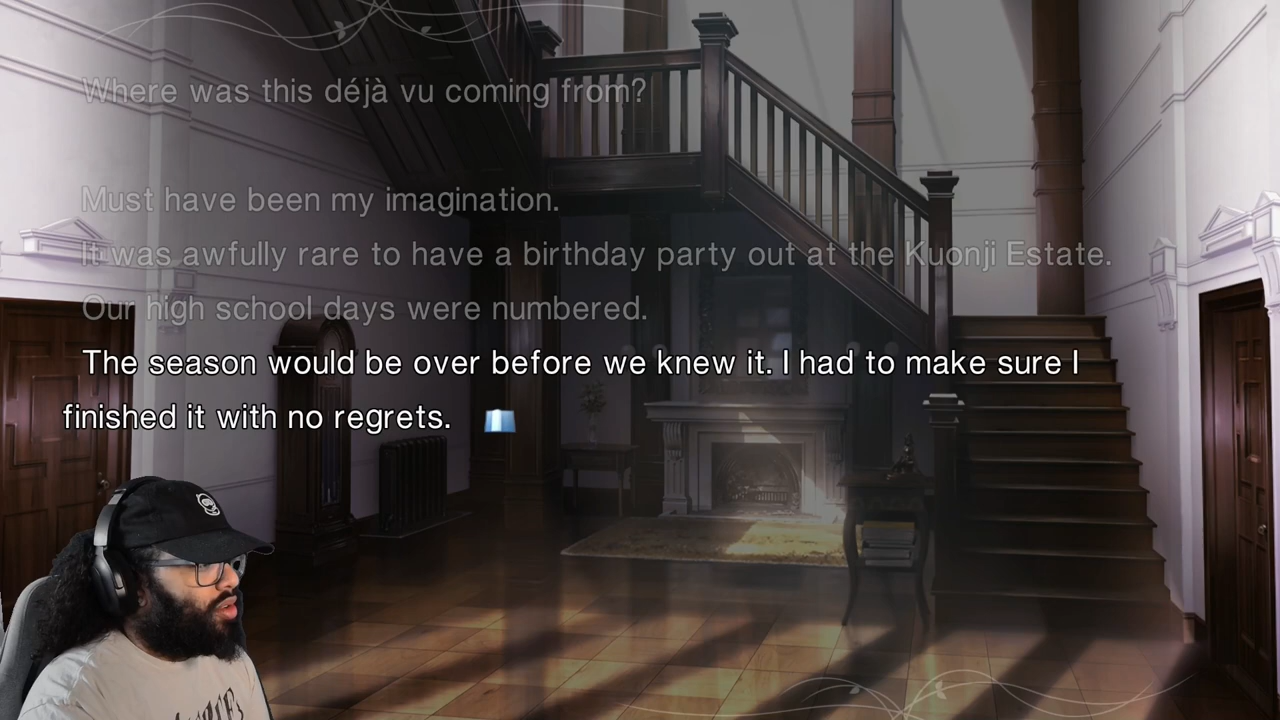 Where was this déjà vu coming from?
Must have been my imagination.
It was awfully rare to have a birthday party out at the Kuonji Estate.
Our high school days were numbered.
The season would be over before we knew it. I had to make sure I
finished it with no regrets.